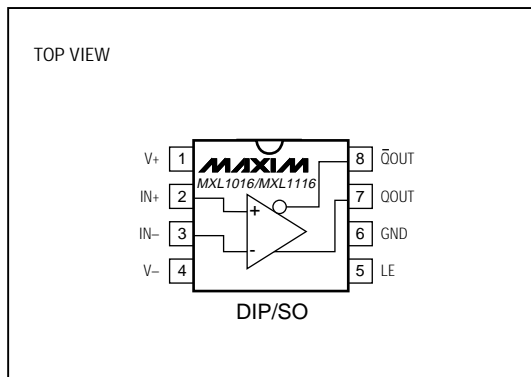 TOP VIEW
V+ 1
IN+ 2
IN– 3
V– 4
MAXIM
MXL1016/MXL1116
+
-
8 Q̅OUT
7 QOUT
6 GND
5 LE
DIP/SO